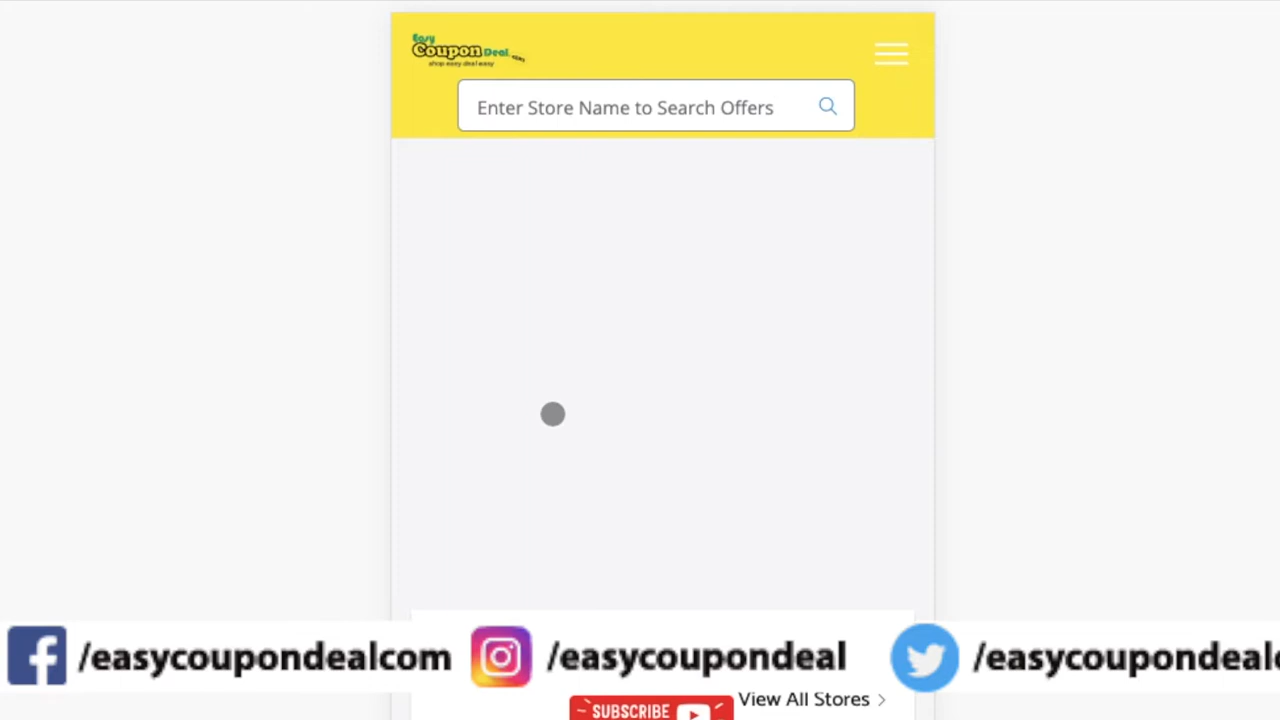 Easy
Coupon Deal .com
shop easy deal easy
Enter Store Name to Search Offers
/easycoupondealcom
/easycoupondeal
/easycoupondeal
View All Stores >
SUBSCRIBE